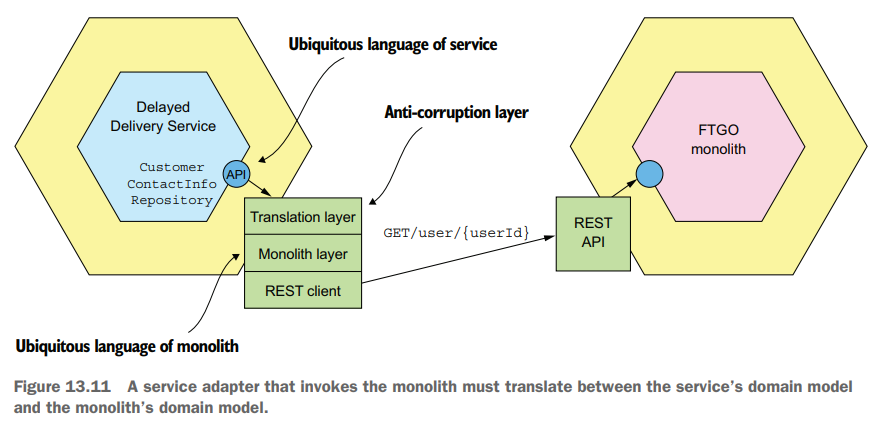 Ubiquitous language of service
Delayed
Delivery Service
Customer
ContactInfo
Repository
API
Anti-corruption layer
FTGO
monolith
Translation layer
Monolith layer
REST client
GET/user/{userId}
REST
API
Ubiquitous language of monolith
Figure 13.11 A service adapter that invokes the monolith must translate between the service’s domain model
and the monolith’s domain model.